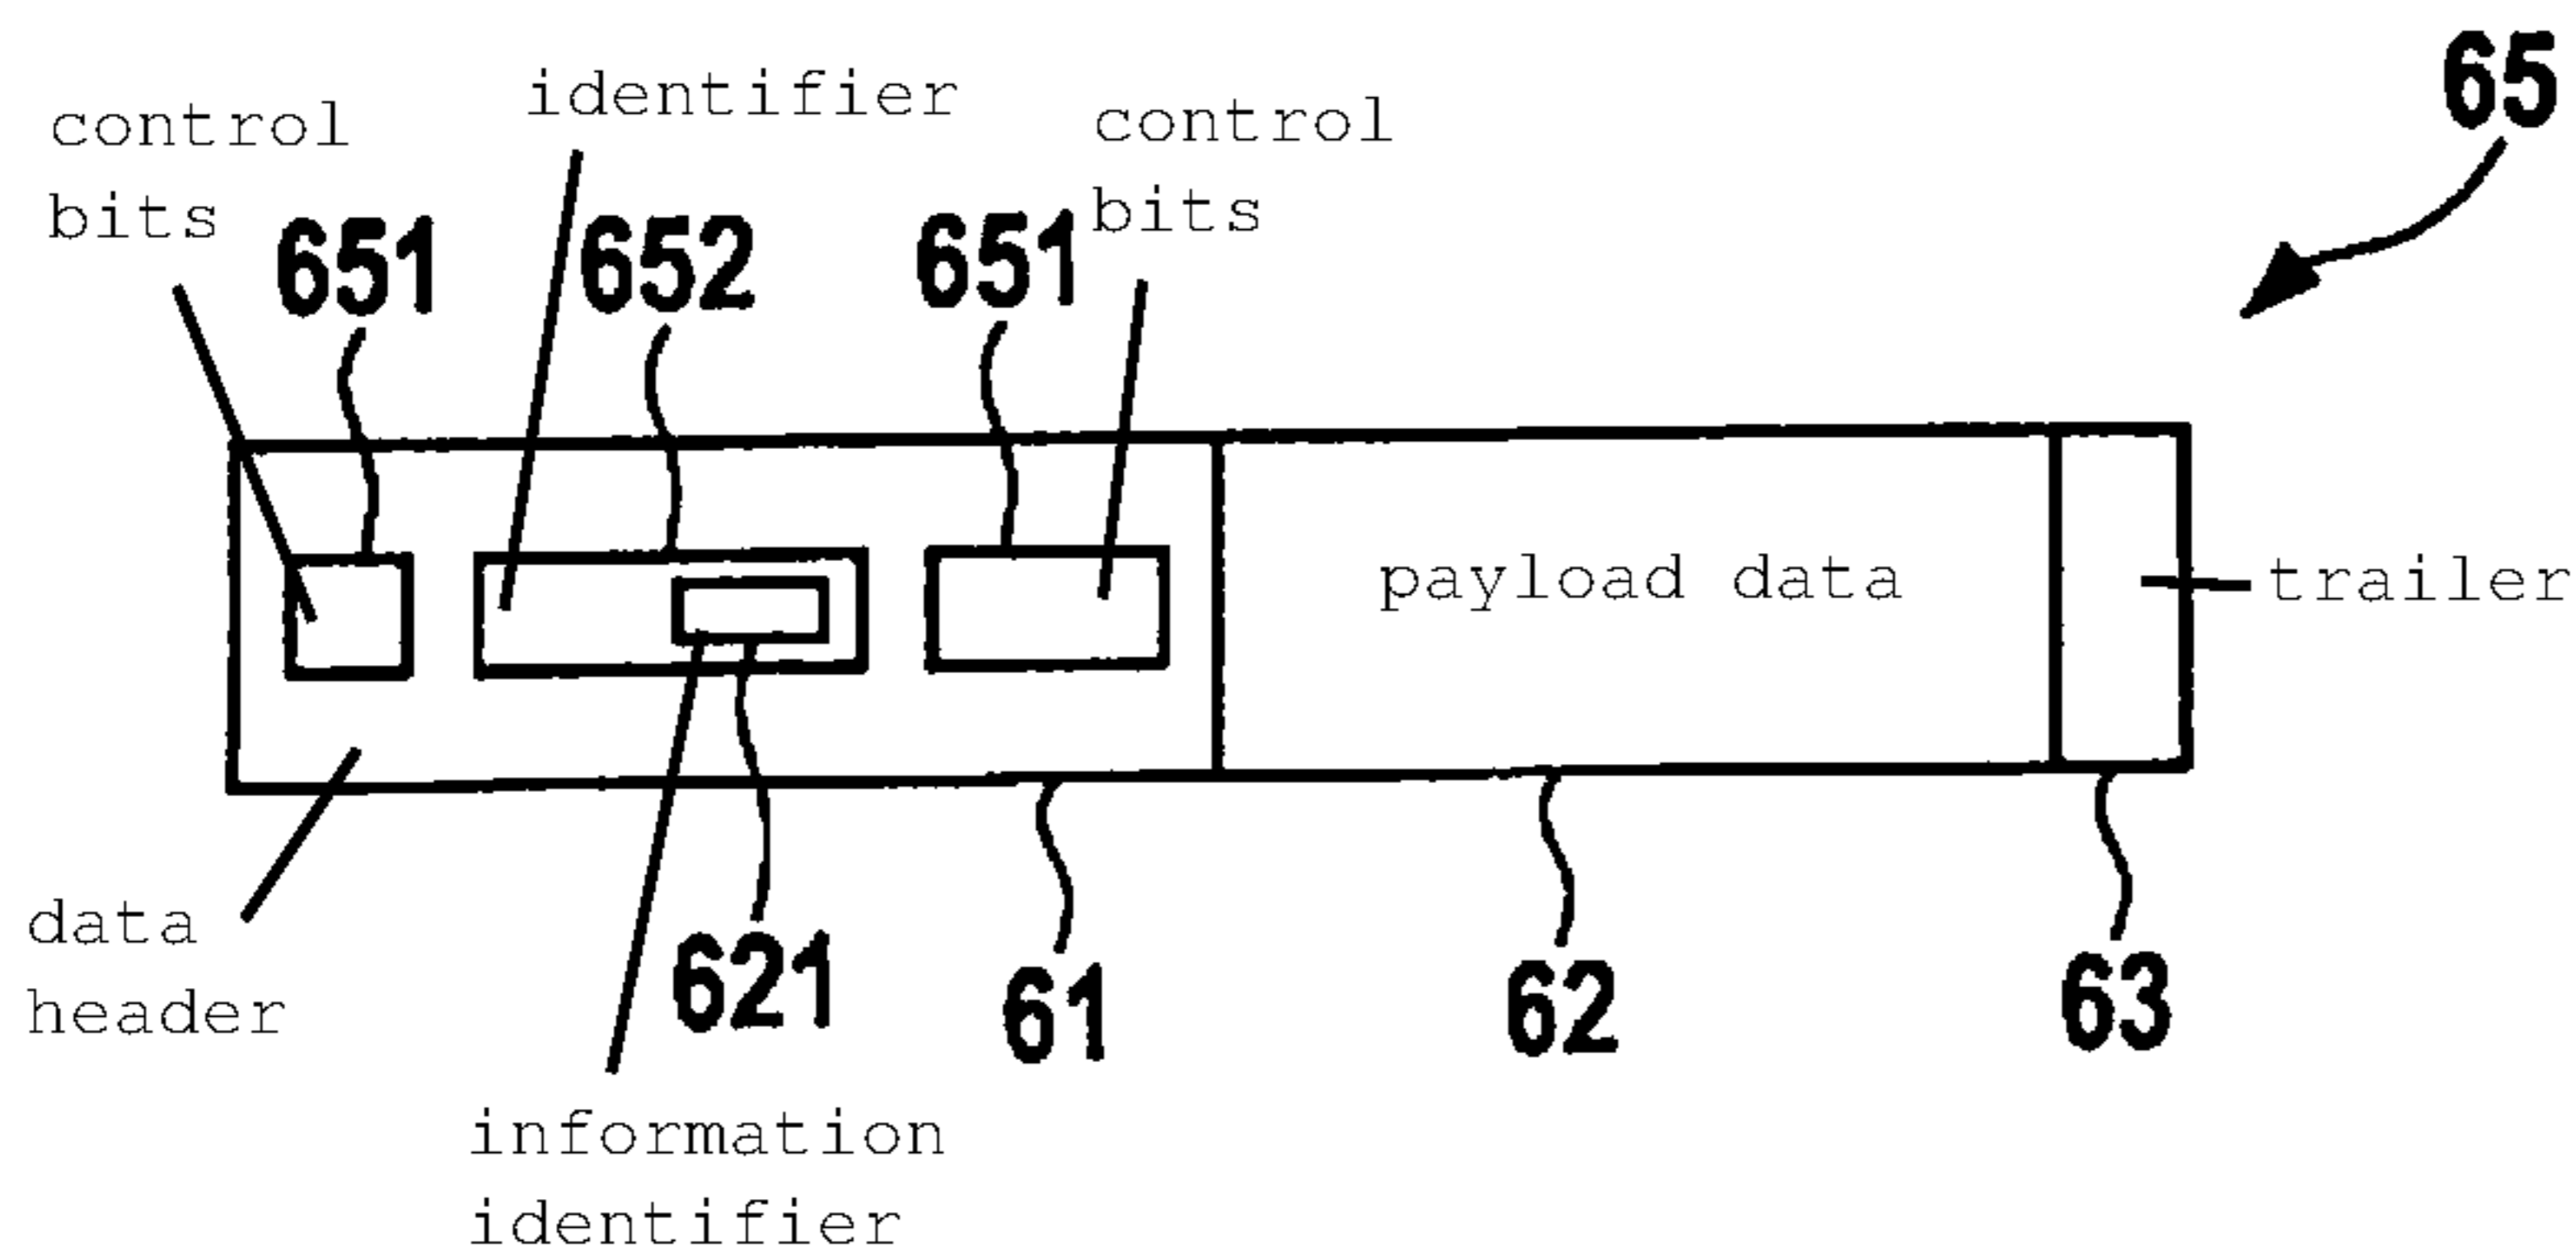 65
identifier
control
bits
control
bits
651
652
651
payload data
trailer
data
header
621
61
62
63
information
identifier